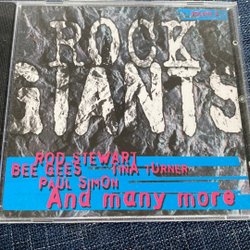 ROCK
GIANTS
ROD STEWART
BEE GEES TINA TURNER
PAUL SIMON
And many more